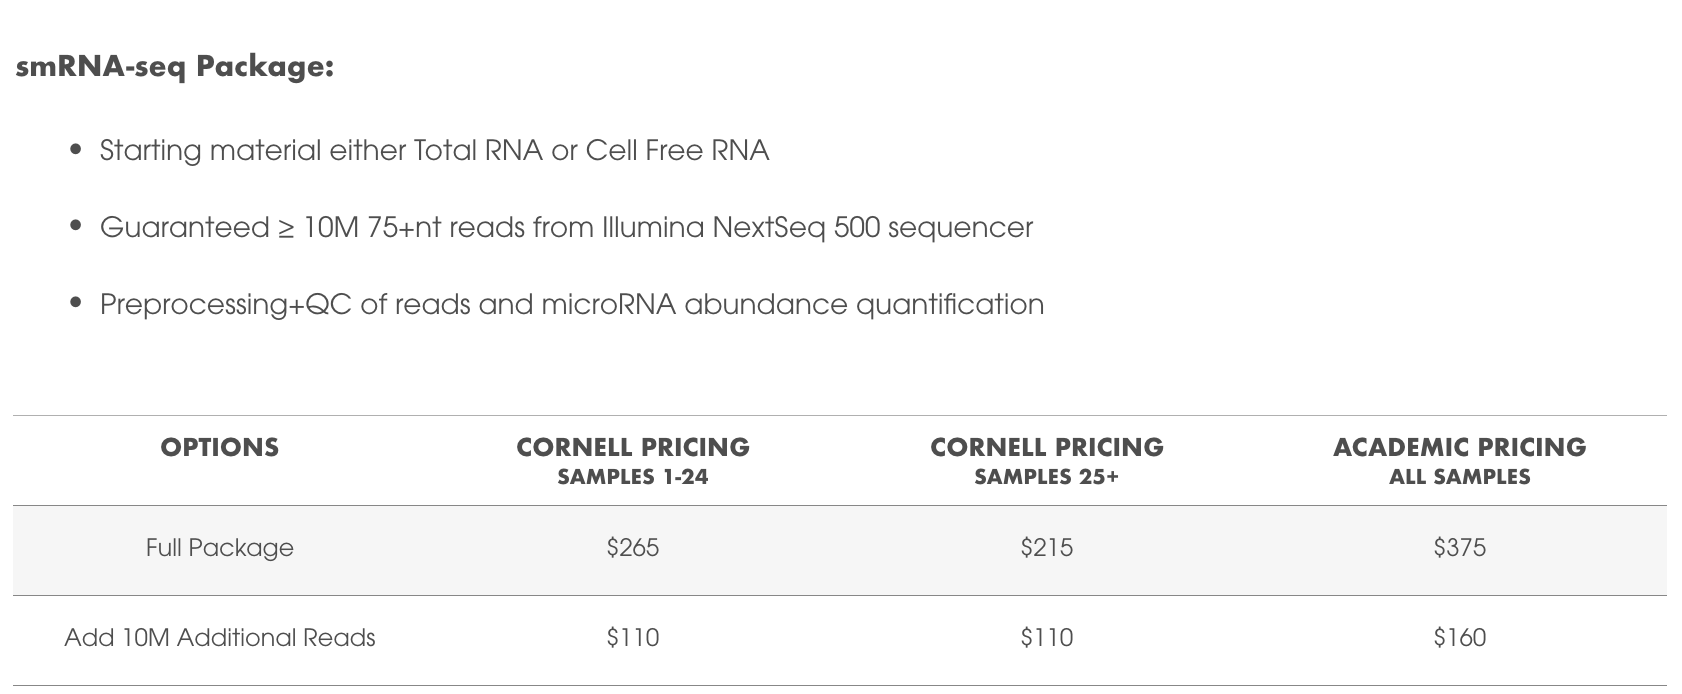 smRNA-seq Package:
• Starting material either Total RNA or Cell Free RNA
• Guaranteed ≥ 10M 75+nt reads from Illumina NextSeq 500 sequencer
• Preprocessing+QC of reads and microRNA abundance quantification
OPTIONS CORNELL PRICING CORNELL PRICING ACADEMIC PRICING
SAMPLES 1-24 SAMPLES 25+ ALL SAMPLES
Full Package $265 $215 $375
Add 10M Additional Reads $110 $110 $160